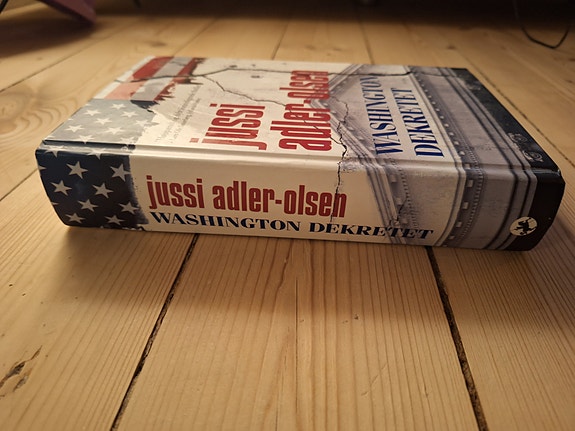 jussi
adler-olsen
WASHINGTON
DEKRETET
jussi adler-olsen
WASHINGTON DEKRETET